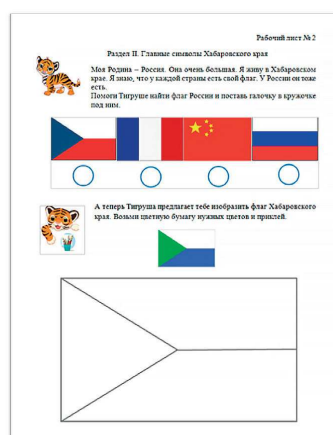 Рабочий лист № 2
Раздел II. Главные символы Хабаровского края
Моя Родина – Россия. Она очень большая. Я живу в Хабаровском
крае. Я знаю, что у каждой страны есть свой флаг. У России он тоже
есть.
Помоги Тигруше найти флаг России и поставь галочку в кружочке
под ним.
А теперь Тигруша предлагает тебе изобразить флаг Хабаровского
края. Возьми цветную бумагу нужных цветов и приклей.